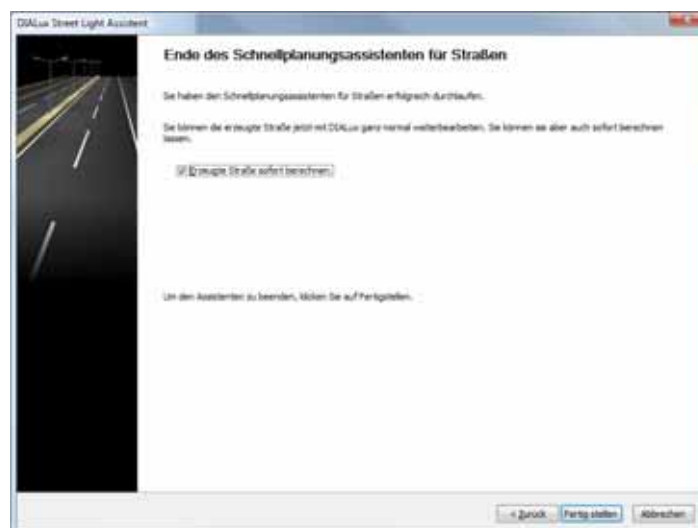 DIALux Street Light Assistent
Ende des Schnellplanungsassistenten für Straßen
Sie haben den Schnellplanungsassistenten für Straßen erfolgreich durchlaufen.
Sie können die erzeugte Straße jetzt mit DIALux ganz normal weiterbearbeiten. Sie können sie aber auch sofort berechnen
lassen.
Erzeugte Straße sofort berechnen.
Um den Assistenten zu beenden, klicken Sie auf Fertigstellen.
< Zurück Fertig stellen Abbrechen